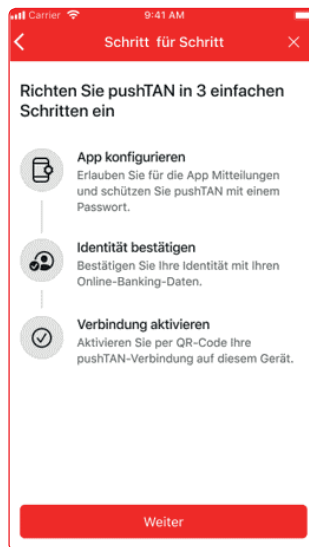 Carrier 9:41 AM
Schritt für Schritt
Richten Sie pushTAN in 3 einfachen
Schritten ein
App konfigurieren
Erlauben Sie für die App Mitteilungen
und schützen Sie pushTAN mit einem
Passwort.
Identität bestätigen
Bestätigen Sie Ihre Identität mit Ihren
Online-Banking-Daten.
Verbindung aktivieren
Aktivieren Sie per QR-Code Ihre
pushTAN-Verbindung auf diesem Gerät.
Weiter